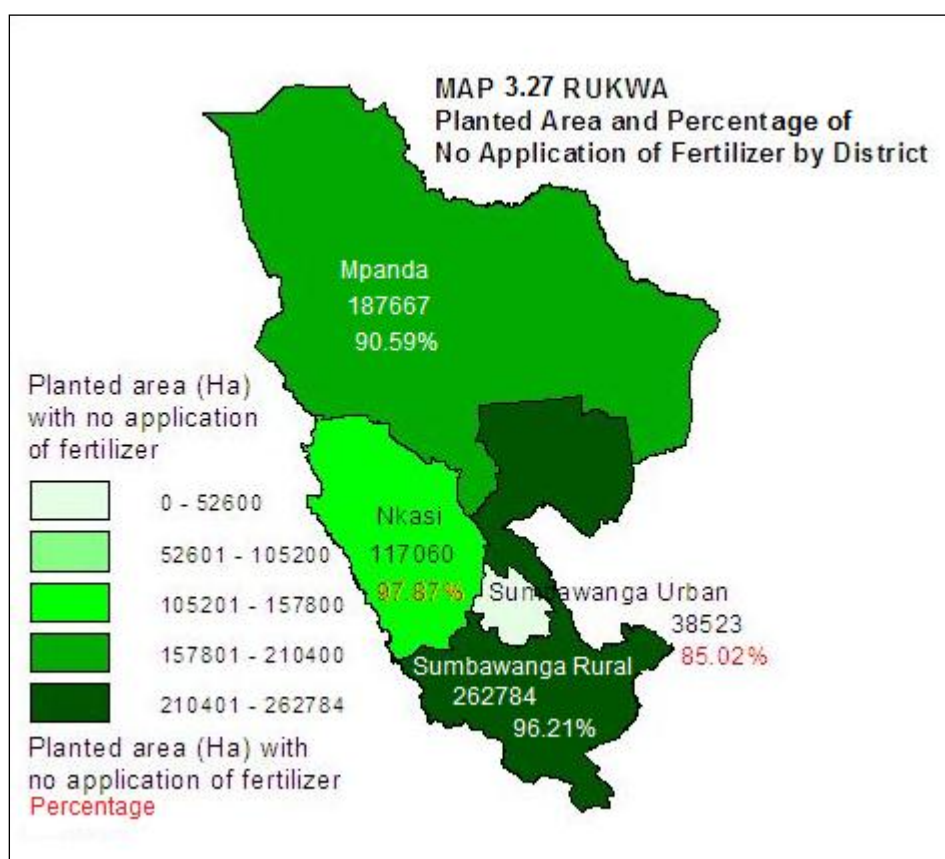 MAP 3.27 RUKWA
Planted Area and Percentage of
No Application of Fertilizer by District
Mpanda
187667
90.59%
Planted area (Ha)
with no application
of fertilizer
0 - 52600
52601 - 105200
105201 - 157800
157801 - 210400
210401 - 262784
Planted area (Ha) with
no application of fertilizer
Percentage
Nkasi
117060
97.87%
Sumbawanga Urban
38523
85.02%
Sumbawanga Rural
262784
96.21%